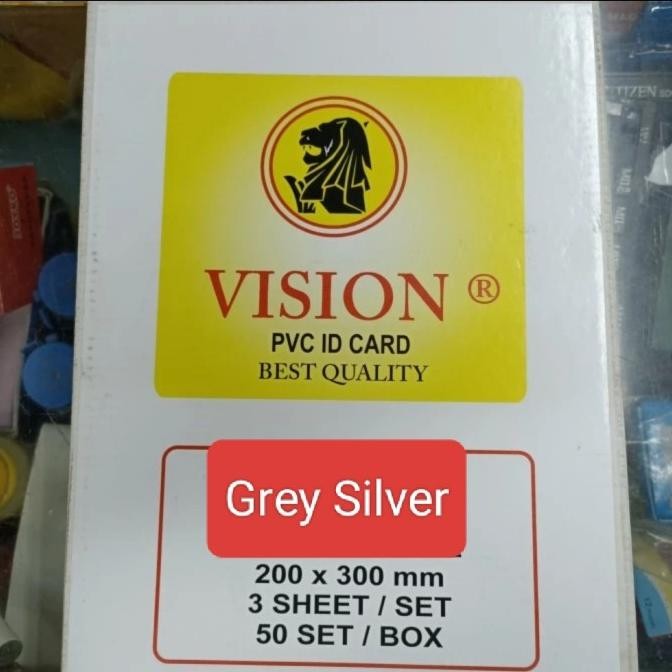 VISION ®
PVC ID CARD
BEST QUALITY
Grey Silver
200 x 300 mm
3 SHEET / SET
50 SET / BOX